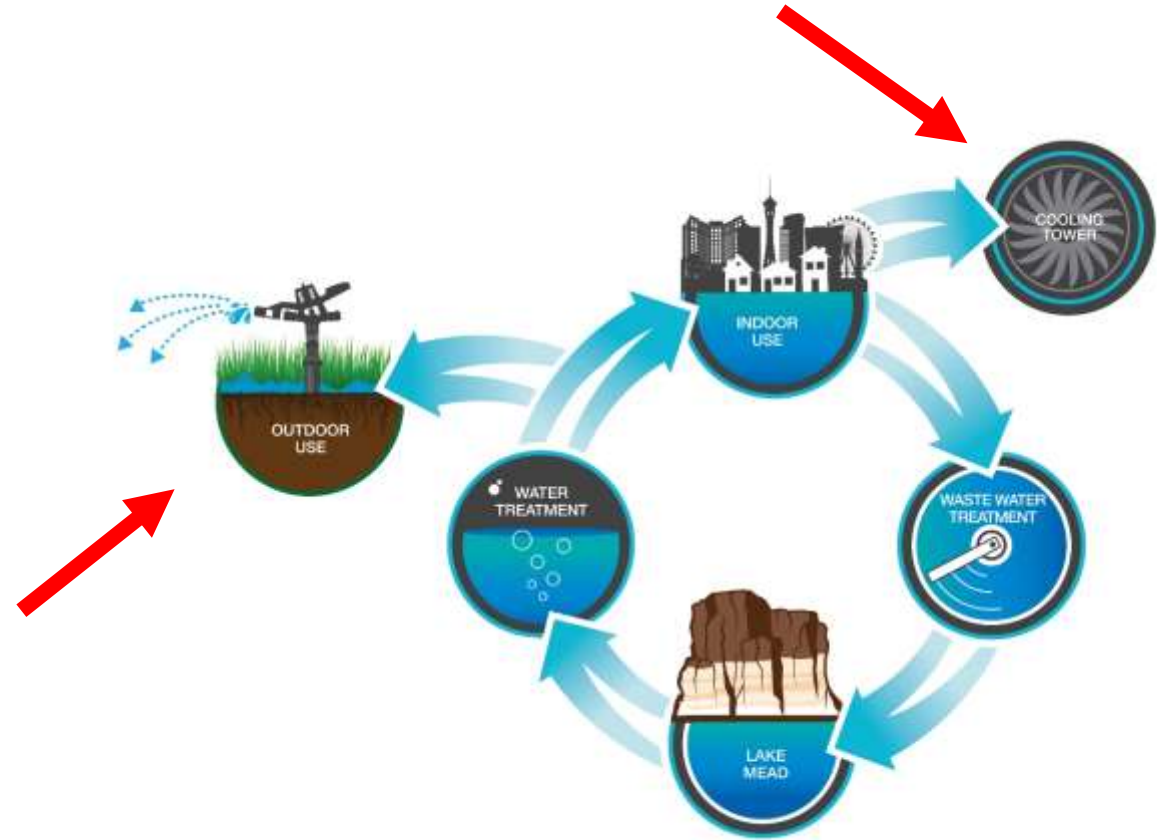 COOLING
TOWER
INDOOR
USE
OUTDOOR
USE
WATER
TREATMENT
WASTE WATER
TREATMENT
LAKE
MEAD